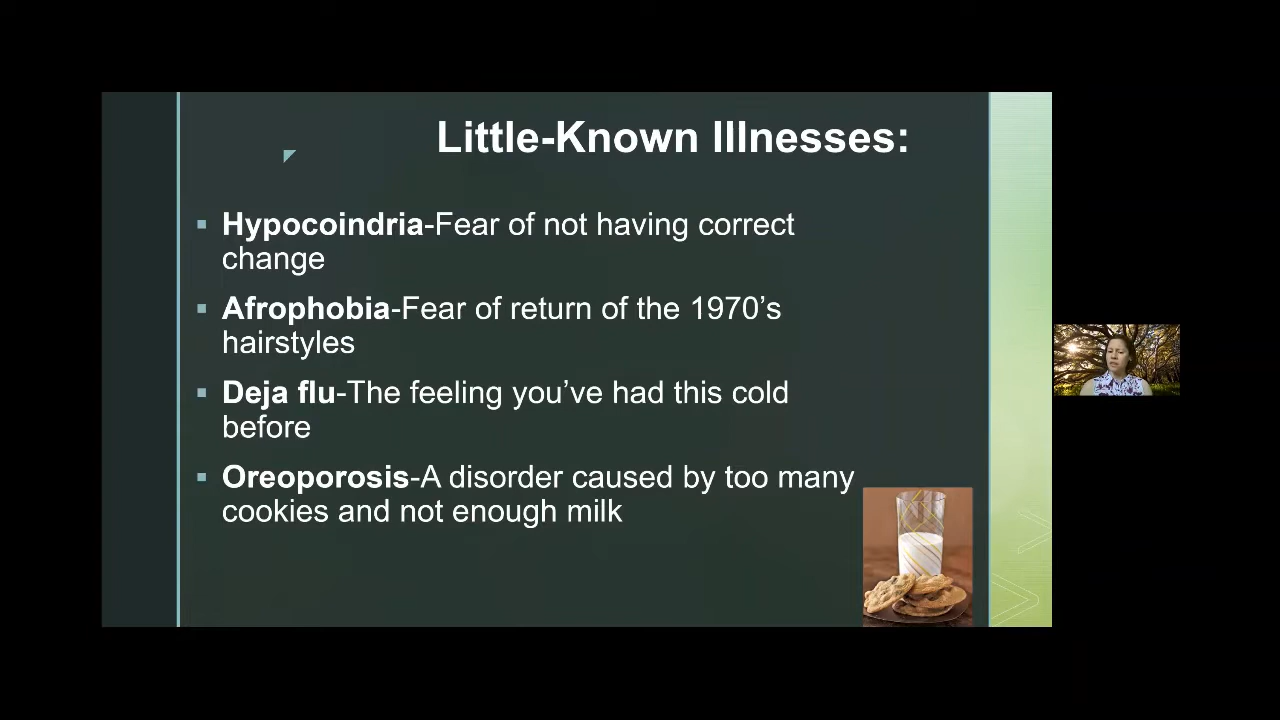 Little-Known Illnesses:
Hypocoindria-Fear of not having correct
change
Afrophobia-Fear of return of the 1970’s
hairstyles
Deja flu-The feeling you’ve had this cold
before
Oreoporosis-A disorder caused by too many
cookies and not enough milk